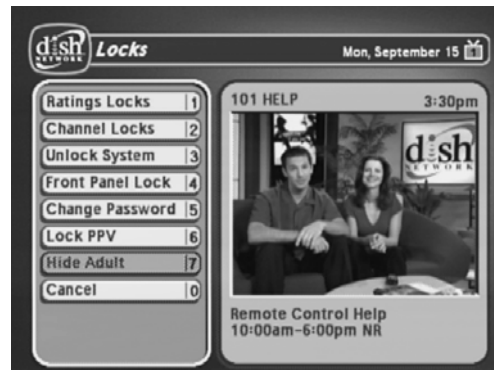 dish
NETWORK
Locks
Mon, September 15
1
Ratings Locks 1
Channel Locks 2
Unlock System 3
Front Panel Lock 4
Change Password 5
Lock PPV 6
Hide Adult 7
Cancel 0
101 HELP 3:30pm
dish
NETWORK
Remote Control Help
10:00am-6:00pm NR